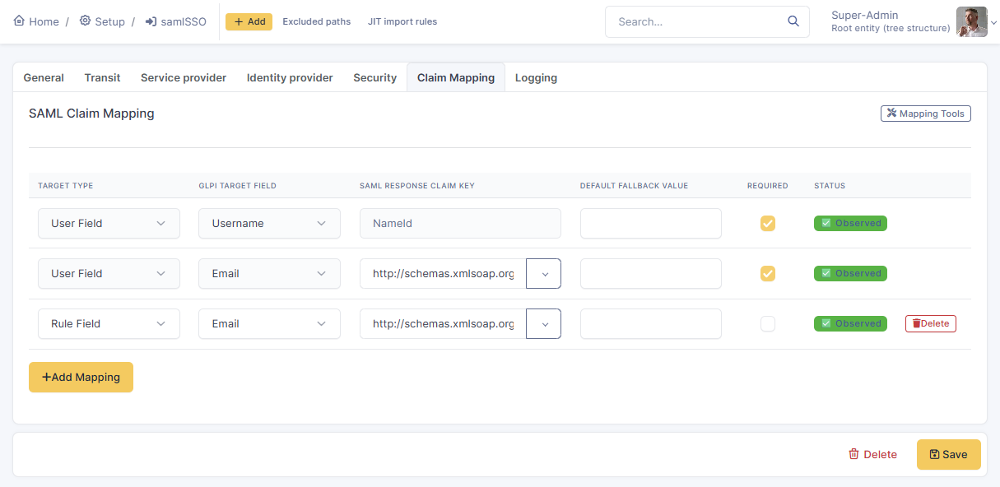 Home / Setup / samlSSO
Add Excluded paths JIT import rules
Search...
Super-Admin
Root entity (tree structure)
General Transit Service provider Identity provider Security Claim Mapping Logging
SAML Claim Mapping
Mapping Tools
TARGET TYPE GLPI TARGET FIELD SAML RESPONSE CLAIM KEY DEFAULT FALLBACK VALUE REQUIRED STATUS
User Field Username NameId Observed
User Field Email http://schemas.xmlsoap.org Observed
Rule Field Email http://schemas.xmlsoap.org Observed Delete
+Add Mapping
Delete Save